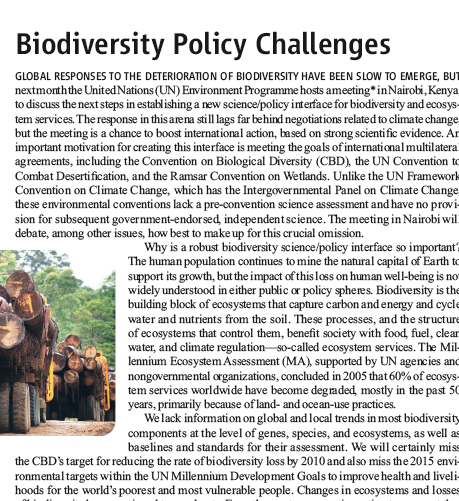 Biodiversity Policy Challenges
GLOBAL RESPONSES TO THE DETERIORATION OF BIODIVERSITY HAVE BEEN SLOW TO EMERGE, BUT
next month the United Nations (UN) Environment Programme hosts a meeting* in Nairobi, Kenya,
to discuss the next steps in establishing a new science/policy interface for biodiversity and ecosys-
tem services. The response in this arena still lags far behind negotiations related to climate change,
but the meeting is a chance to boost international action, based on strong scientific evidence. An
important motivation for creating this interface is meeting the goals of international multilateral
agreements, including the Convention on Biological Diversity (CBD), the UN Convention to
Combat Desertification, and the Ramsar Convention on Wetlands. Unlike the UN Framework
Convention on Climate Change, which has the Intergovernmental Panel on Climate Change,
these environmental conventions lack a pre-convention science assessment and have no provi-
sion for subsequent government-endorsed, independent science. The meeting in Nairobi will
debate, among other issues, how best to make up for this crucial omission.
Why is a robust biodiversity science/policy interface so important?
The human population continues to mine the natural capital of Earth to
support its growth, but the impact of this loss on human well-being is not
widely understood in either public or policy spheres. Biodiversity is the
building block of ecosystems that capture carbon and energy and cycle
water and nutrients from the soil. These processes, and the structure
of ecosystems that control them, benefit society with food, fuel, clean
water, and climate regulation—so-called ecosystem services. The Mil-
lennium Ecosystem Assessment (MA), supported by UN agencies and
nongovernmental organizations, concluded in 2005 that 60% of ecosys-
tem services worldwide have become degraded, mostly in the past 50
years, primarily because of land- and ocean-use practices.
We lack information on global and local trends in most biodiversity
components at the level of genes, species, and ecosystems, as well as
baselines and standards for their assessment. We will certainly miss
the CBD's target for reducing the rate of biodiversity loss by 2010 and also miss the 2015 envi-
ronmental targets within the UN Millennium Development Goals to improve health and liveli-
hoods for the world's poorest and most vulnerable people. Changes in ecosystems and losses